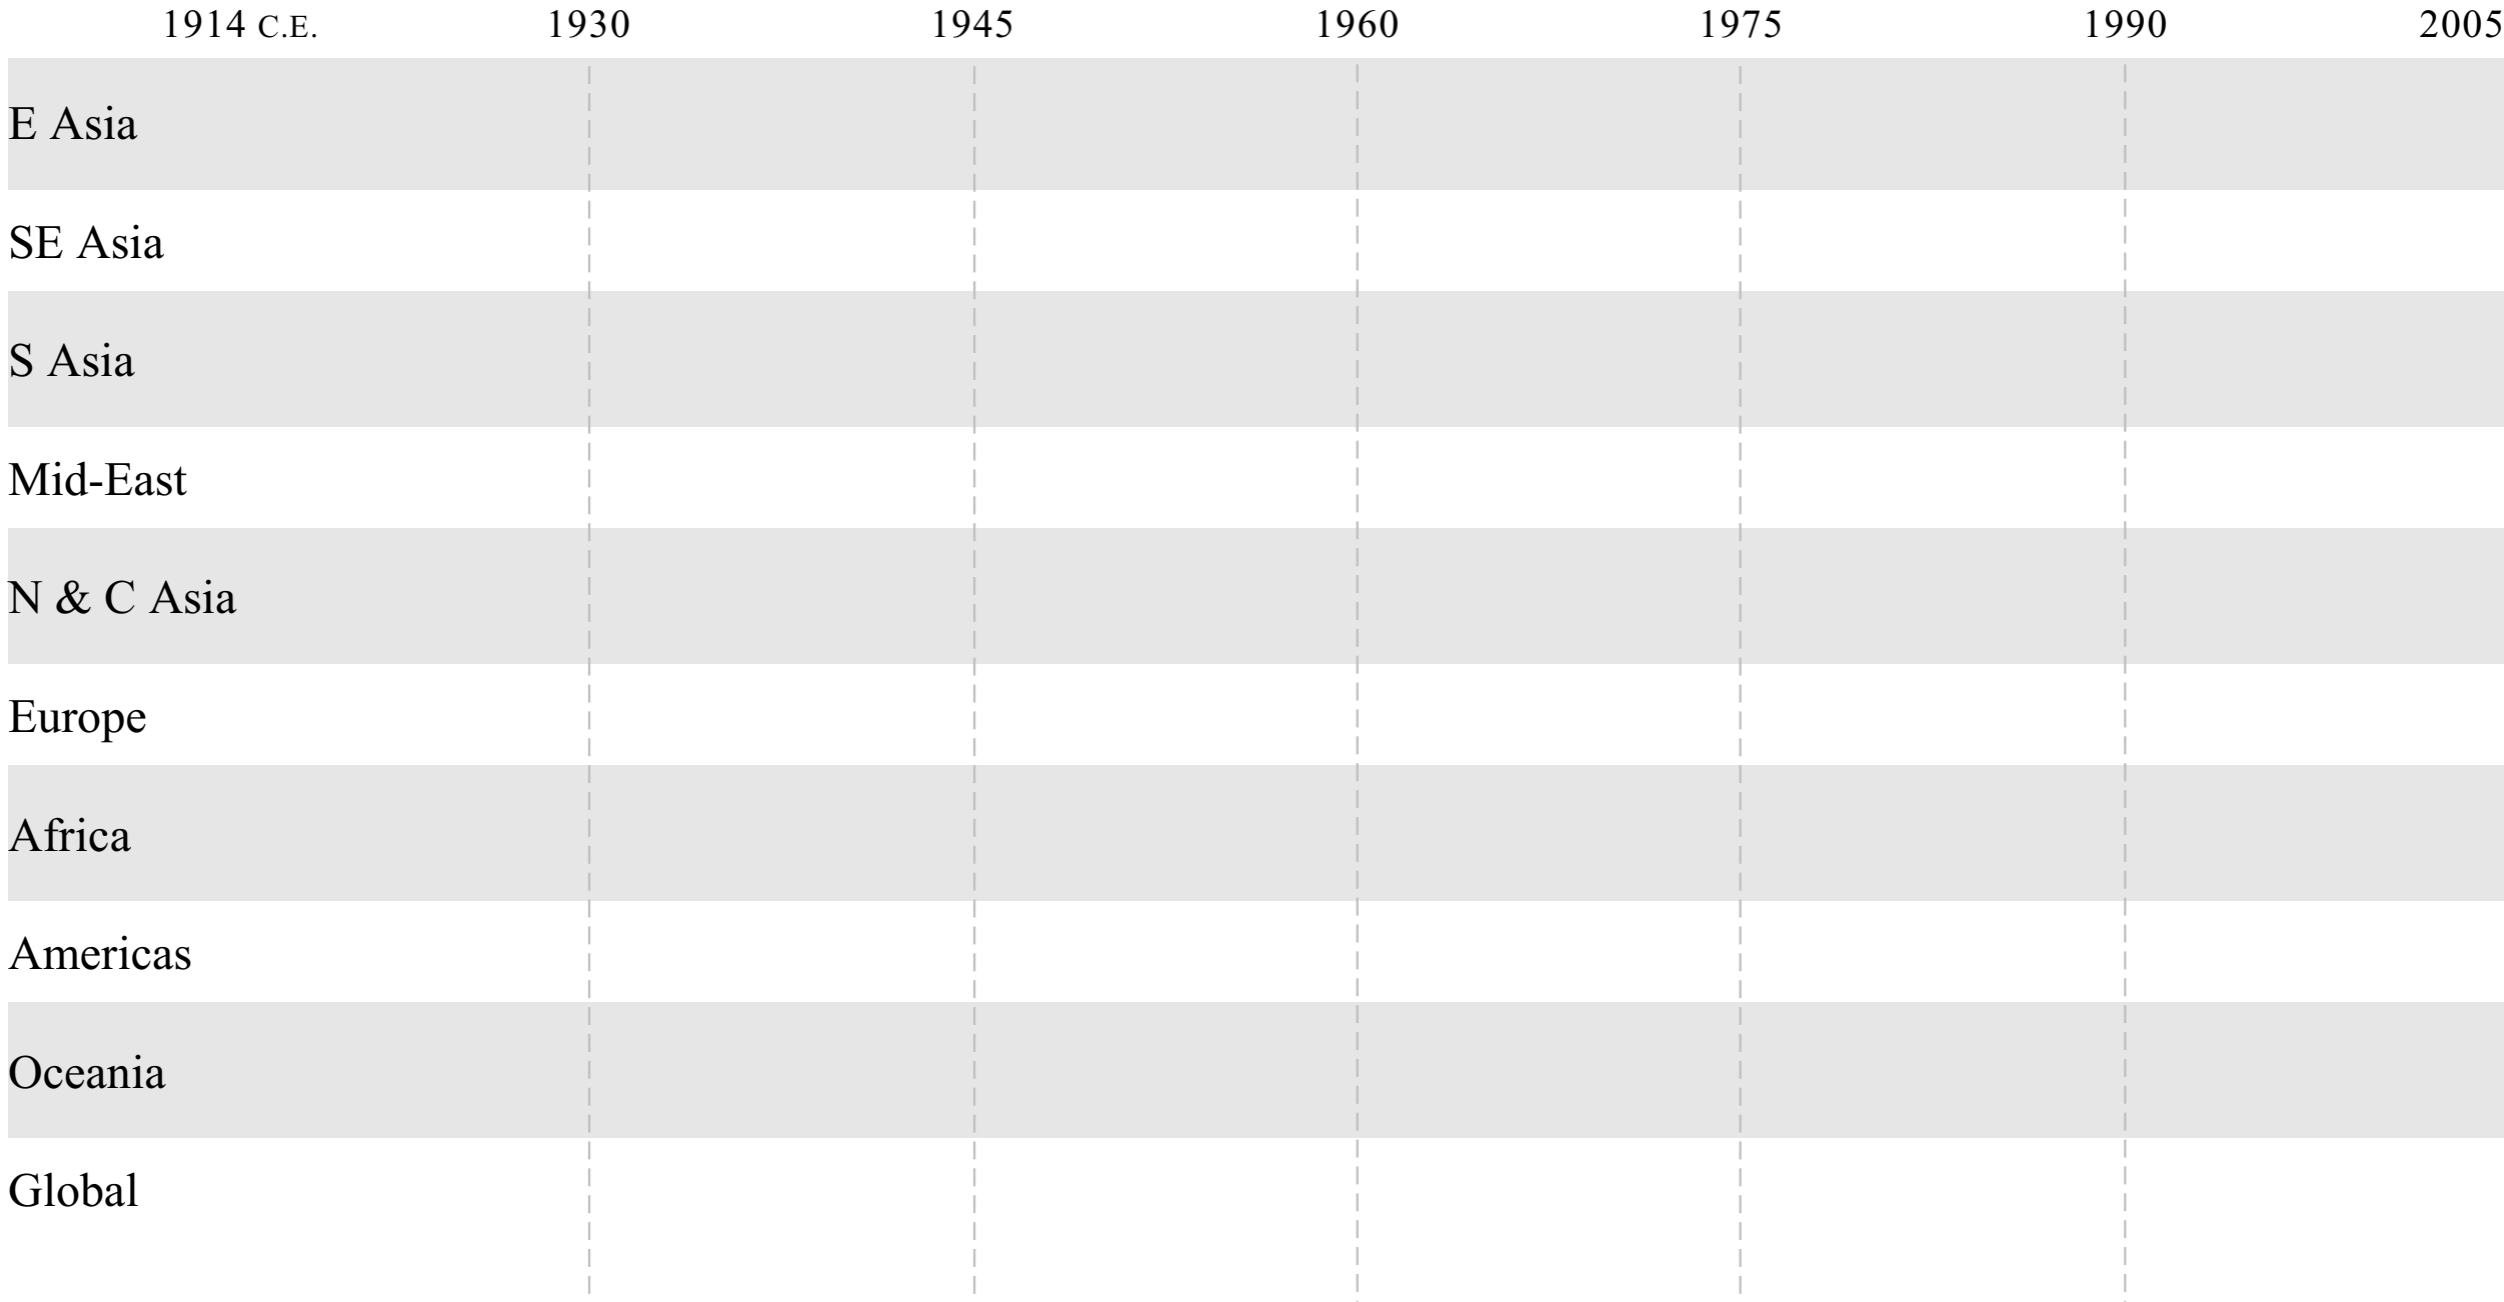 1914 C.E. 1930 1945 1960 1975 1990 2005
E Asia
SE Asia
S Asia
Mid-East
N & C Asia
Europe
Africa
Americas
Oceania
Global